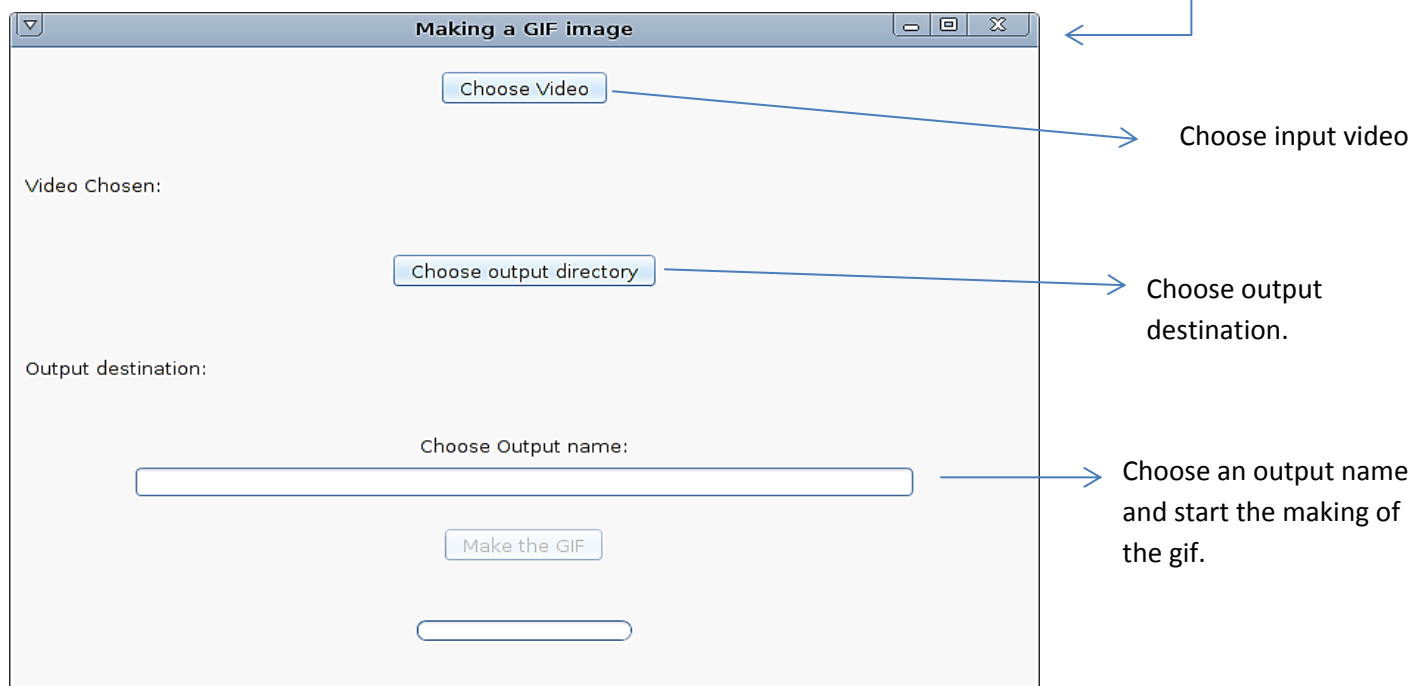 Making a GIF image
Choose Video
Choose input video
Video Chosen:
Choose output directory
Choose output
destination.
Output destination:
Choose Output name:
Choose an output name
and start the making of
the gif.
Make the GIF